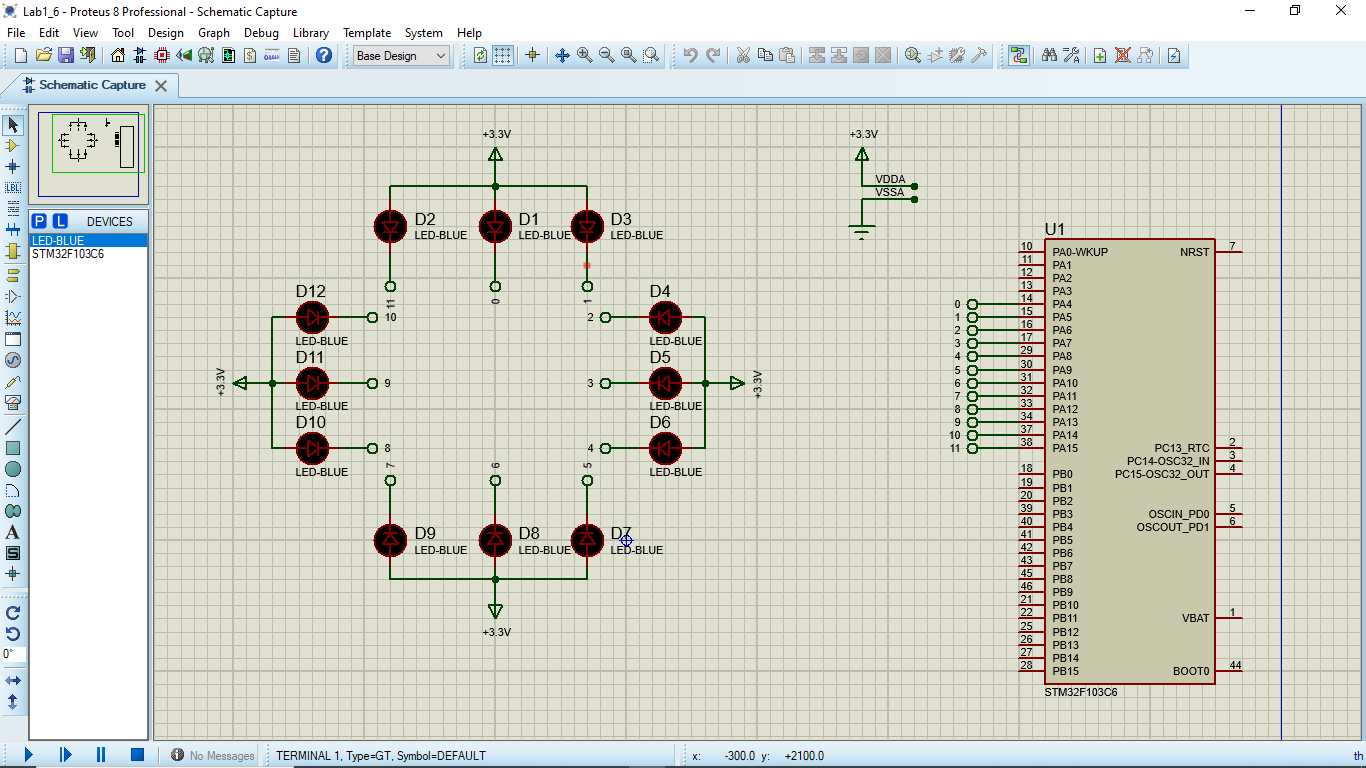 Lab1_6 - Proteus 8 Professional - Schematic Capture
File Edit View Tool Design Graph Debug Library Template System Help
Base Design
Schematic Capture
P L DEVICES
LED-BLUE
STM32F103C6
LBL
A
S
0°
+3.3V
D2
LED-BLUE
D1
LED-BLUE
D3
LED-BLUE
11
0
1
D12
LED-BLUE
10
D11
LED-BLUE
9
D10
LED-BLUE
8
+3.3V
D4
LED-BLUE
2
D5
LED-BLUE
3
D6
LED-BLUE
4
+3.3V
7
6
5
D9
LED-BLUE
D8
LED-BLUE
D7
LED-BLUE
+3.3V
+3.3V
VDDA
VSSA
U1
10 PA0-WKUP NRST 7
11 PA1
12 PA2
13 PA3
0 14 PA4
1 15 PA5
2 16 PA6
3 17 PA7
4 29 PA8
5 30 PA9
6 31 PA10
7 32 PA11
8 33 PA12
9 34 PA13
10 37 PA14
11 38 PA15 PC13_RTC 2
PC14-OSC32_IN 3
18 PB0 PC15-OSC32_OUT 4
19 PB1
20 PB2
39 PB3 OSCIN_PD0 5
40 PB4 OSCOUT_PD1 6
41 PB5
42 PB6
43 PB7
45 PB8
46 PB9
21 PB10
22 PB11 VBAT 1
25 PB12
26 PB13
27 PB14
28 PB15 BOOT0 44
STM32F103C6
No Messages TERMINAL 1, Type=GT, Symbol=DEFAULT x: -300.0 y: +2100.0 th